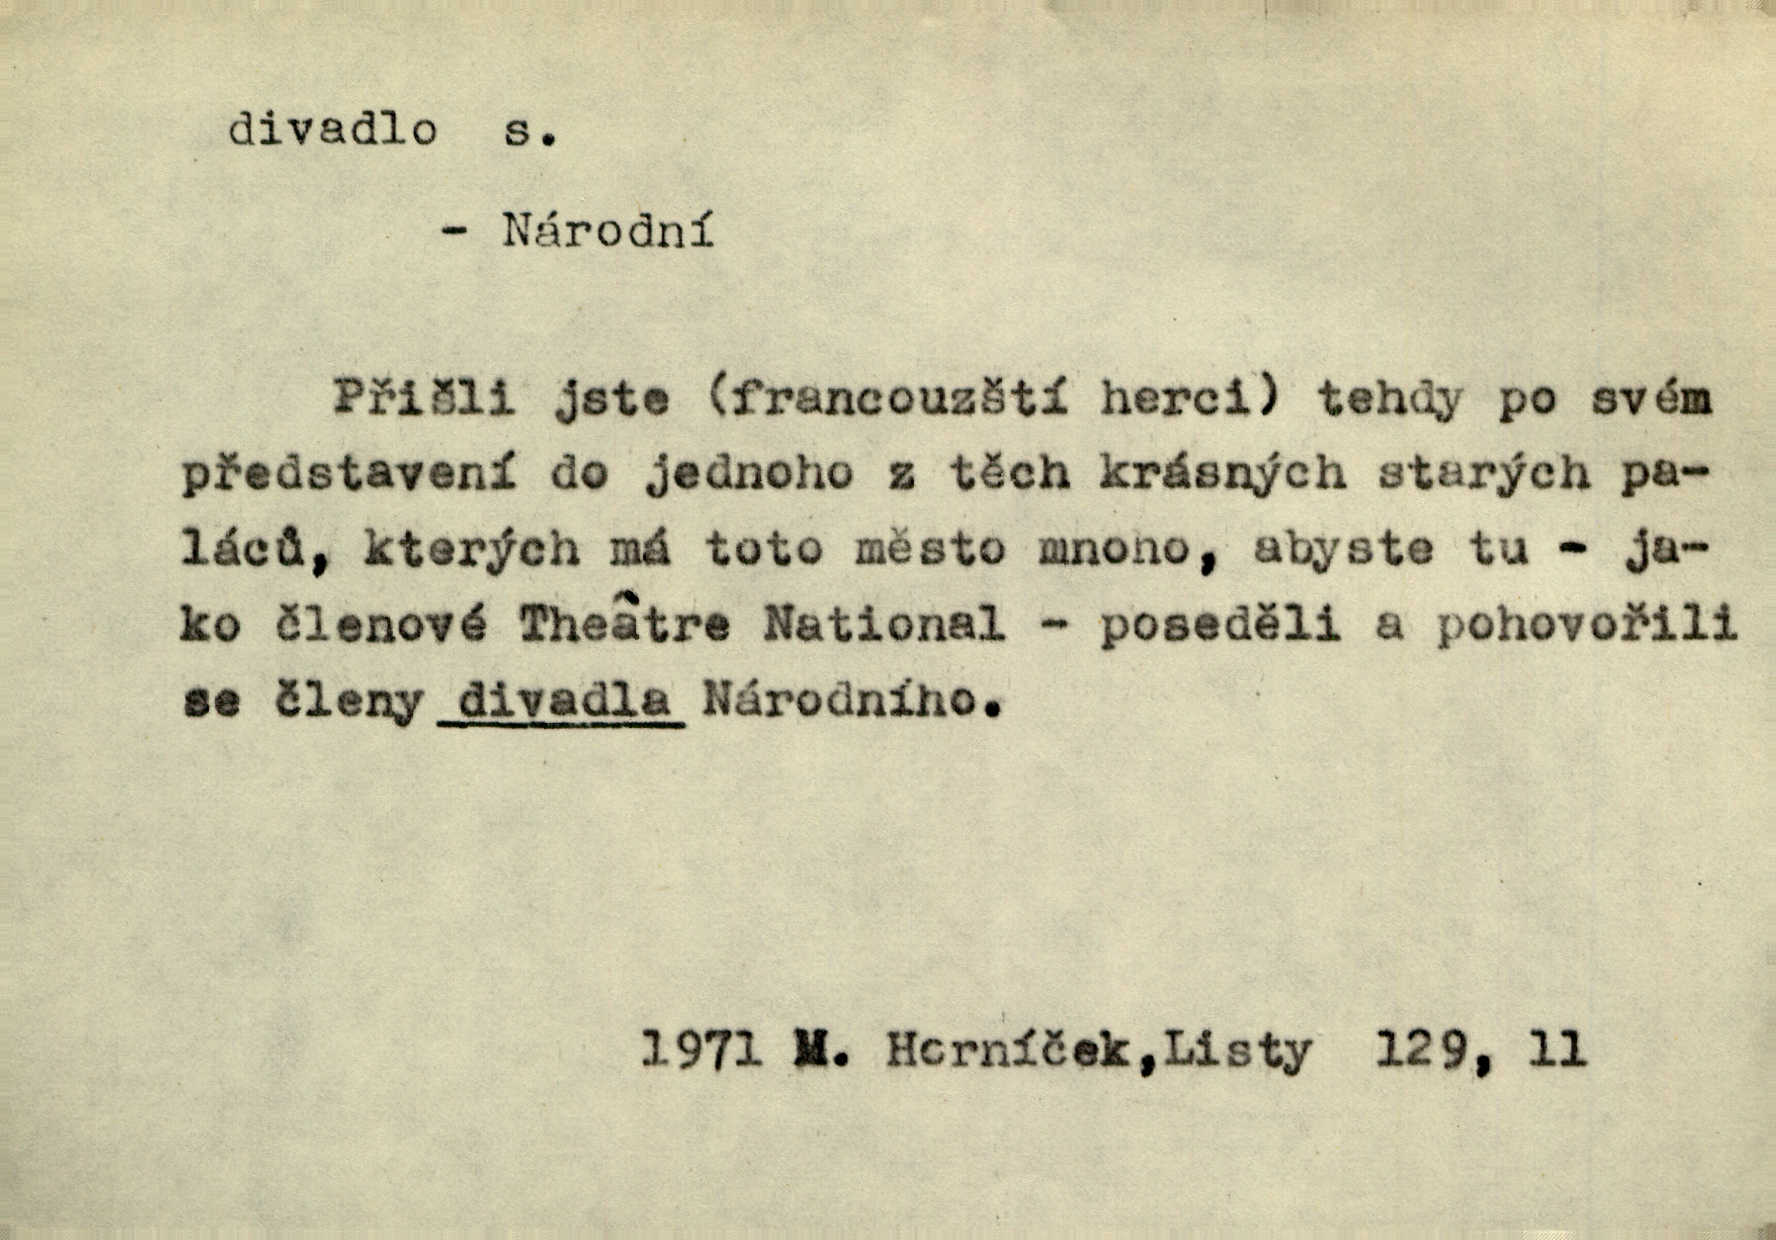 divadlo s.
- Národní
Přišli jste (francouzští herci) tehdy po svém
představení do jednoho z těch krásných starých pa-
láců, kterých má toto město mnoho, abyste tu - ja-
ko členové Theâtre National - poseděli a pohovořili
se členy divadla Národního.
1971 M. Horníček,Listy 129, 11